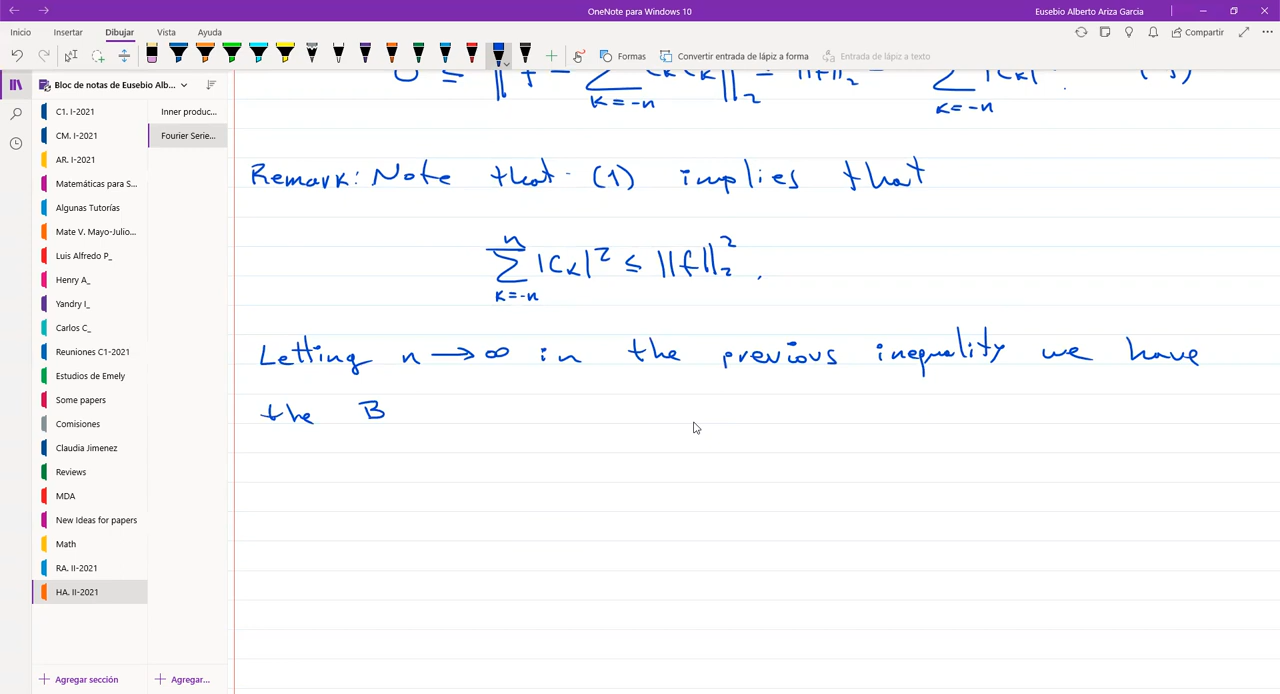 OneNote para Windows 10
Eusebio Alberto Ariza Garcia
Inicio Insertar Dibujar Vista Ayuda
Compartir
Formas Convertir entrada de lápiz a forma Entrada de lápiz a texto
Bloc de notas de Eusebio Alb...
C1. I-2021
CM. I-2021
AR. I-2021
Matemáticas para S...
Algunas Tutorías
Mate V. Mayo-Julio...
Luis Alfredo P_
Henry A_
Yandry I_
Carlos C_
Reuniones C1-2021
Estudios de Emely
Some papers
Comisiones
Claudia Jimenez
Reviews
MDA
New Ideas for papers
Math
RA. II-2021
HA. II-2021
Agregar sección
Inner produc...
Fourier Serie...
Agregar...
K=-n K=-n
Remark: Note that (1) implies that
n
∑ |CK|² ≤ ||f||₂² .
K=-n
Letting n → ∞ in the previous inequality we have
the B